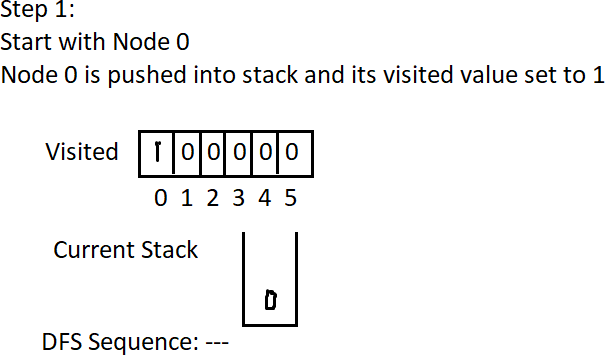 Step 1:
Start with Node 0
Node 0 is pushed into stack and its visited value set to 1
Visited 1 0 0 0 0 0
0 1 2 3 4 5
Current Stack
0
DFS Sequence: ---